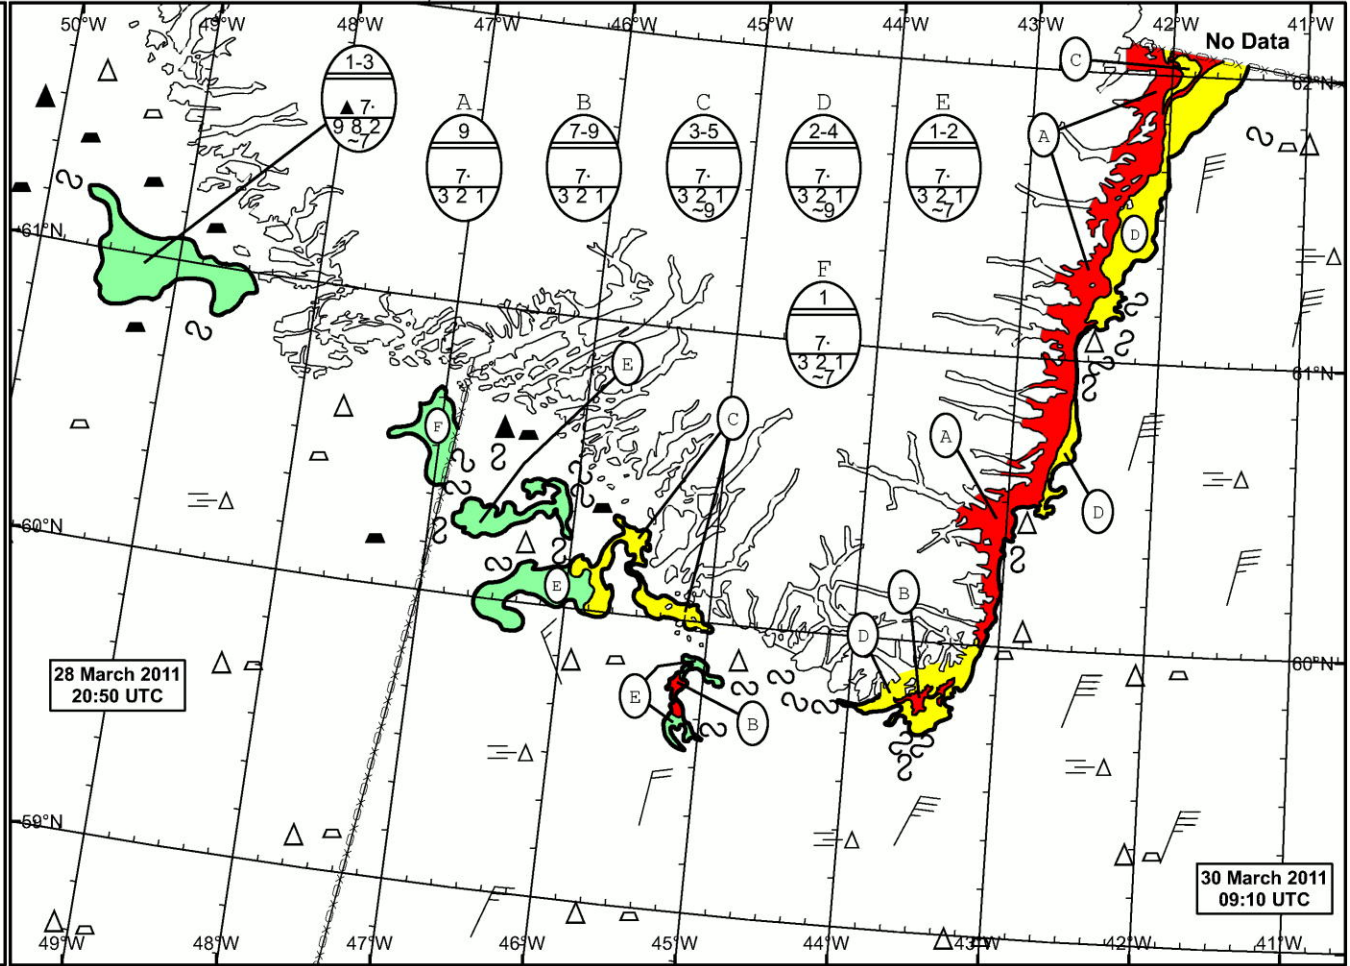 50°W 49°W 48°W 47°W 46°W 45°W 44°W 43°W 42°W 41°W
No Data
62°N
1-3
▲ 7·
9 8 2
~7
A
9
7·
3 2 1
B
7-9
7·
3 2 1
C
3-5
7·
3 2 1
~9
D
2-4
7·
3 2 1
~9
E
1-2
7·
3 2 1
~7
F
1
7·
3 2 1
~7
C
A
D
61°N
61°N
E
C
F
A
D
60°N
E
B
D
60°N
28 March 2011
20:50 UTC
E
B
59°N
30 March 2011
09:10 UTC
49°W 48°W 47°W 46°W 45°W 44°W 43°W 42°W 41°W